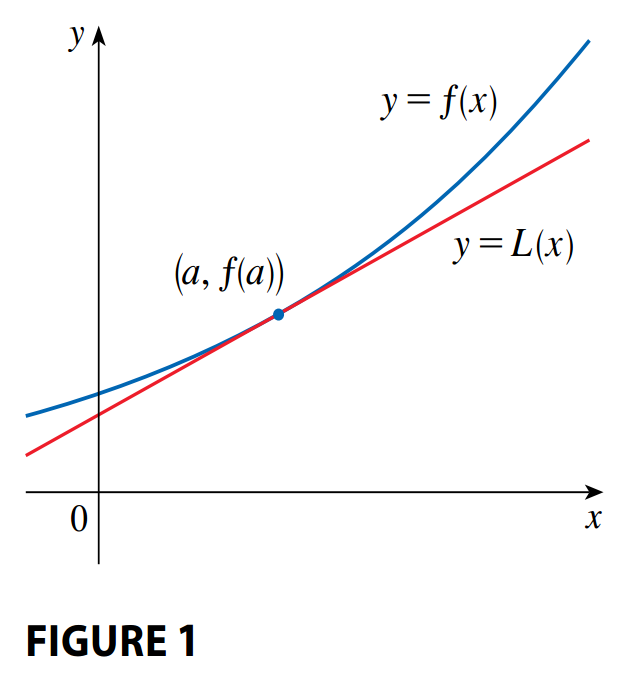 y
y = f(x)
y = L(x)
(a, f(a))
0
x
FIGURE 1